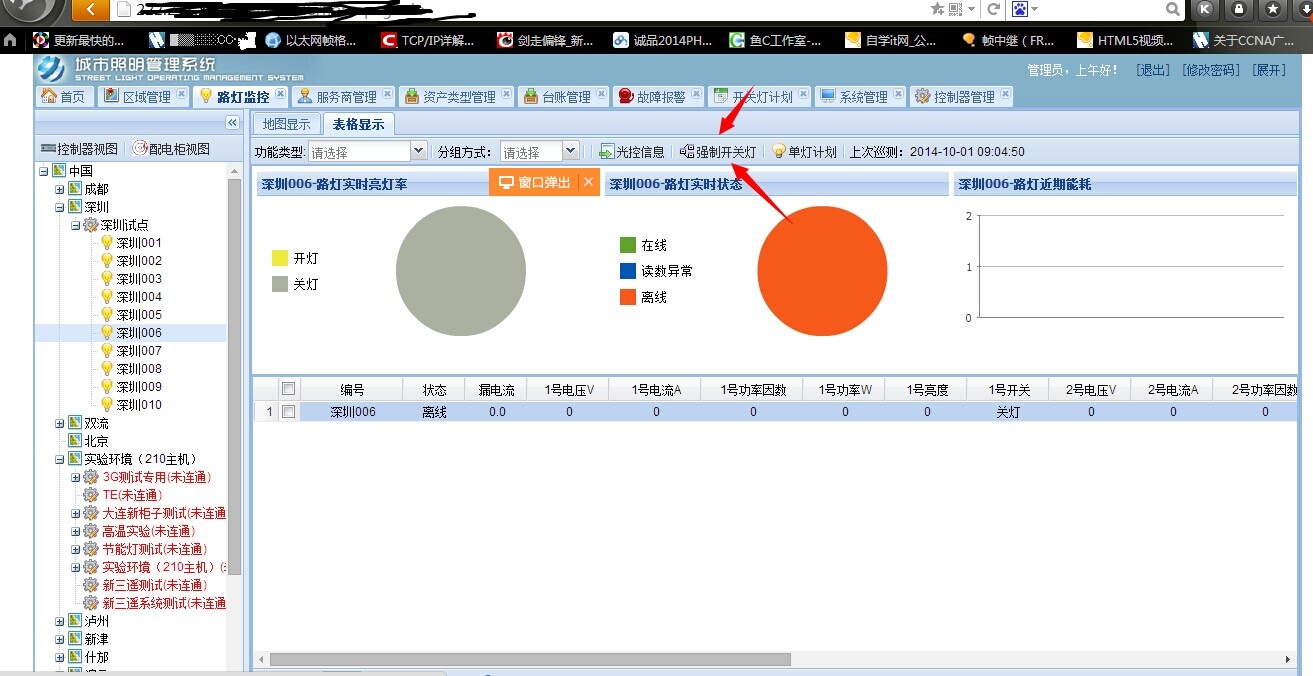 更新最快的...
以太网帧格...
TCP/IP详解...
剑走偏锋_新...
诚品2014PH...
鱼C工作室-...
自学it网_公...
帧中继（FR...
HTML5视频...
关于CCNA广...
城市照明管理系统
STREET LIGHT OPERATING MANAGEMENT SYSTEM
管理员，上午好！ [退出] [修改密码] [展开]
首页 区域管理 路灯监控 服务商管理 资产类型管理 台账管理 故障报警 开关灯计划 系统管理 控制器管理
地图显示 表格显示
控制器视图 配电柜视图
功能类型: 请选择 分组方式: 请选择 光控信息 强制开关灯 单灯计划 上次巡测：2014-10-01 09:04:50
中国
成都
深圳
深圳试点
深圳001
深圳002
深圳003
深圳004
深圳005
深圳006
深圳007
深圳008
深圳009
深圳010
双流
北京
实验环境（210主机）
3G测试专用(未连通)
TE(未连通)
大连新柜子测试(未连通
高温实验(未连通)
节能灯测试(未连通)
实验环境（210主机）(
新三遥测试(未连通)
新三遥系统测试(未连通
泸州
新津
什邡
深圳006-路灯实时亮灯率
窗口弹出
开灯
关灯
深圳006-路灯实时状态
在线
读数异常
离线
深圳006-路灯近期能耗
2
1
0
编号 状态 漏电流 1号电压V 1号电流A 1号功率因数 1号功率W 1号亮度 1号开关 2号电压V 2号电流A 2号功率因数
1 深圳006 离线 0.0 0 0 0 0 0 关灯 0 0 0